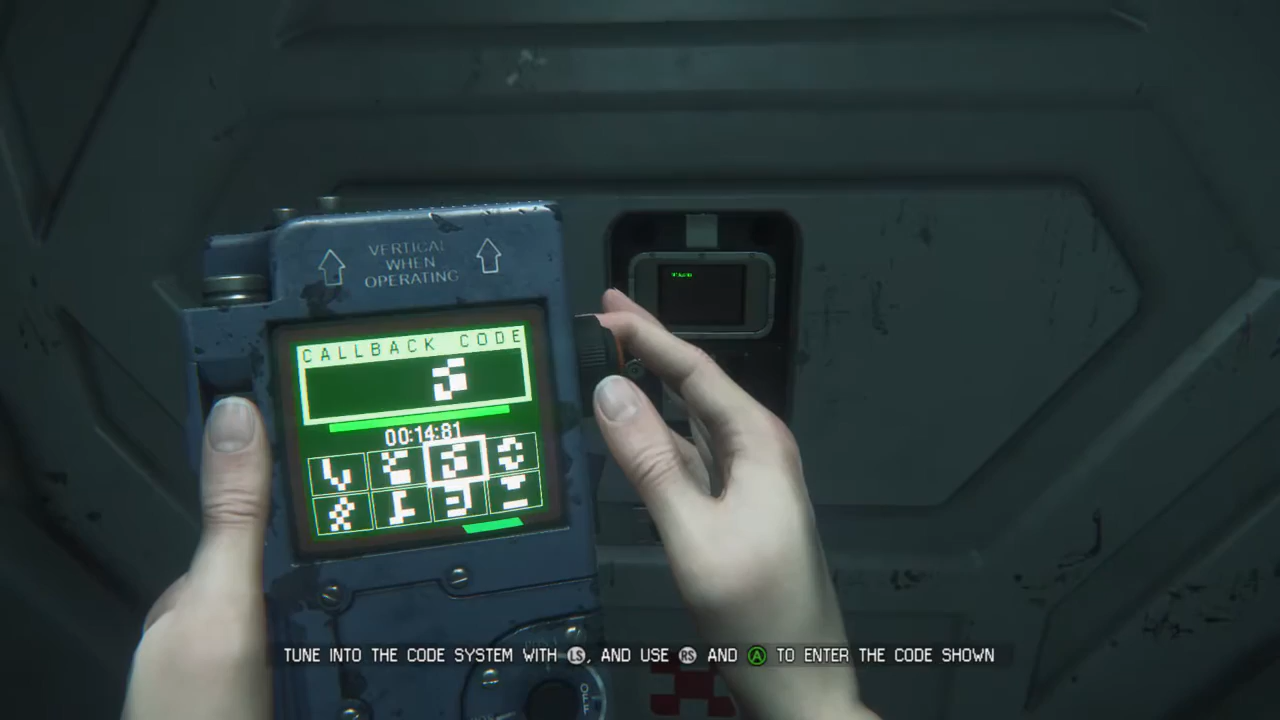 VERTICAL
WHEN
OPERATING
CALLBACK CODE
00:14:81
OFF
TUNE INTO THE CODE SYSTEM WITH LS, AND USE RS AND A TO ENTER THE CODE SHOWN